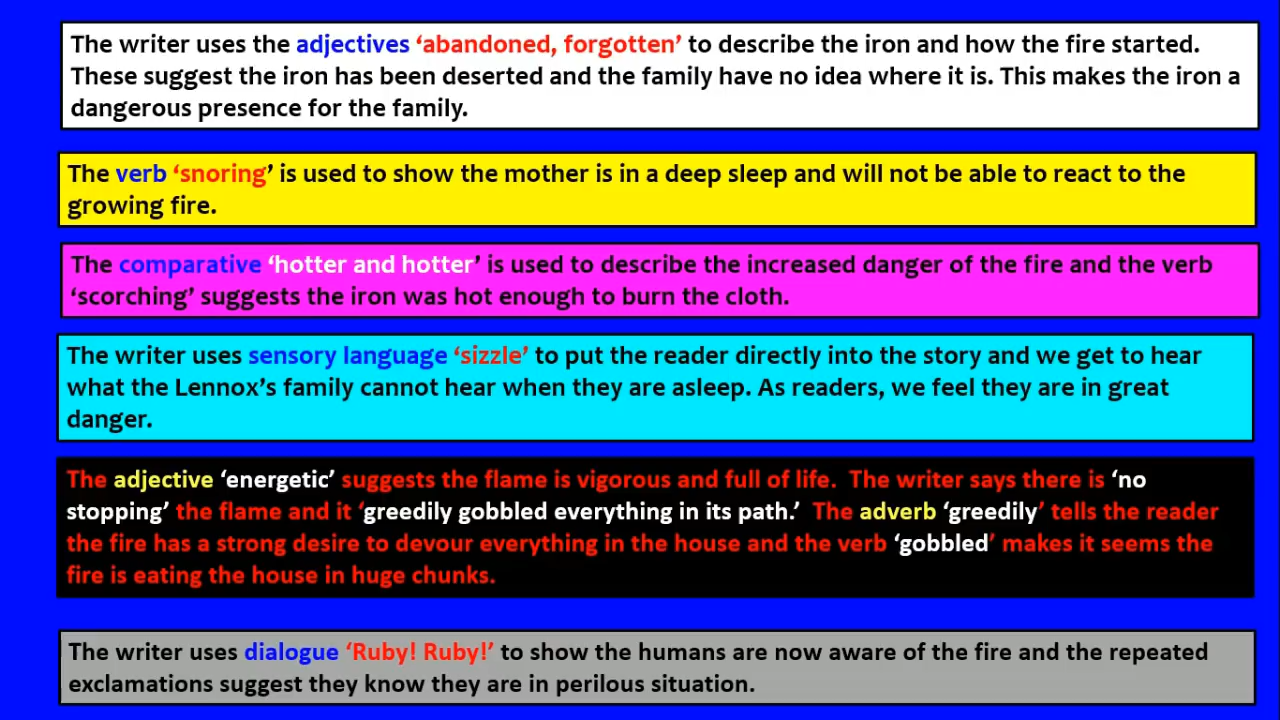 The writer uses the adjectives ‘abandoned, forgotten’ to describe the iron and how the fire started.
These suggest the iron has been deserted and the family have no idea where it is. This makes the iron a
dangerous presence for the family.
The verb ‘snoring’ is used to show the mother is in a deep sleep and will not be able to react to the
growing fire.
The comparative ‘hotter and hotter’ is used to describe the increased danger of the fire and the verb
‘scorching’ suggests the iron was hot enough to burn the cloth.
The writer uses sensory language ‘sizzle’ to put the reader directly into the story and we get to hear
what the Lennox’s family cannot hear when they are asleep. As readers, we feel they are in great
danger.
The adjective ‘energetic’ suggests the flame is vigorous and full of life. The writer says there is ‘no
stopping’ the flame and it ‘greedily gobbled everything in its path.’ The adverb ‘greedily’ tells the reader
the fire has a strong desire to devour everything in the house and the verb ‘gobbled’ makes it seems the
fire is eating the house in huge chunks.
The writer uses dialogue ‘Ruby! Ruby!’ to show the humans are now aware of the fire and the repeated
exclamations suggest they know they are in perilous situation.